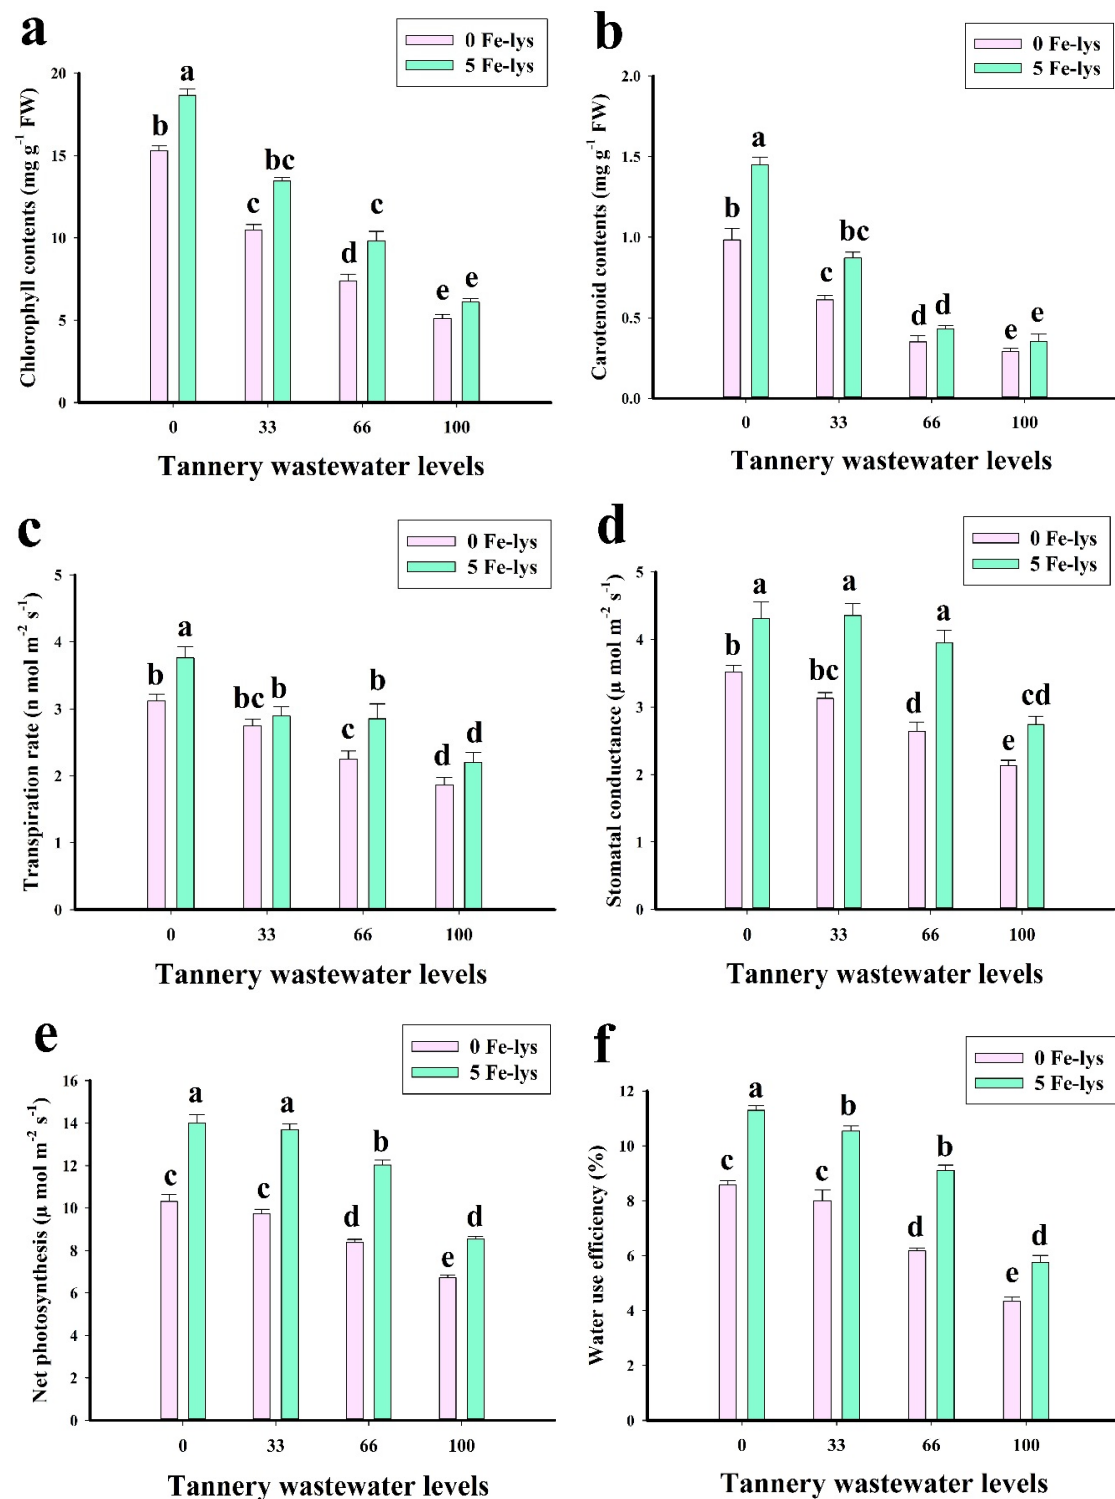 a
0 Fe-lys
5 Fe-lys
Chlorophyll contents (mg g⁻¹ FW)
20
15
10
5
0
b
a
c
bc
d
c
e
e
0 33 66 100
Tannery wastewater levels
b
0 Fe-lys
5 Fe-lys
Carotenoid contents (mg g⁻¹ FW)
2.0
1.5
1.0
0.5
0.0
b
a
c
bc
d
d
e
e
0 33 66 100
Tannery wastewater levels
c
0 Fe-lys
5 Fe-lys
Transpiration rate (n mol m⁻² s⁻¹)
5
4
3
2
1
0
b
a
bc
b
c
b
d
d
0 33 66 100
Tannery wastewater levels
d
0 Fe-lys
5 Fe-lys
Stomatal conductance (µ mol m⁻² s⁻¹)
5
4
3
2
1
0
b
a
bc
a
d
a
e
cd
0 33 66 100
Tannery wastewater levels
e
0 Fe-lys
5 Fe-lys
Net photosynthesis (µ mol m⁻² s⁻¹)
16
14
12
10
8
6
4
2
0
c
a
c
a
d
b
e
d
0 33 66 100
Tannery wastewater levels
f
0 Fe-lys
5 Fe-lys
Water use efficiency (%)
12
10
8
6
4
2
0
c
a
c
b
d
b
e
d
0 33 66 100
Tannery wastewater levels